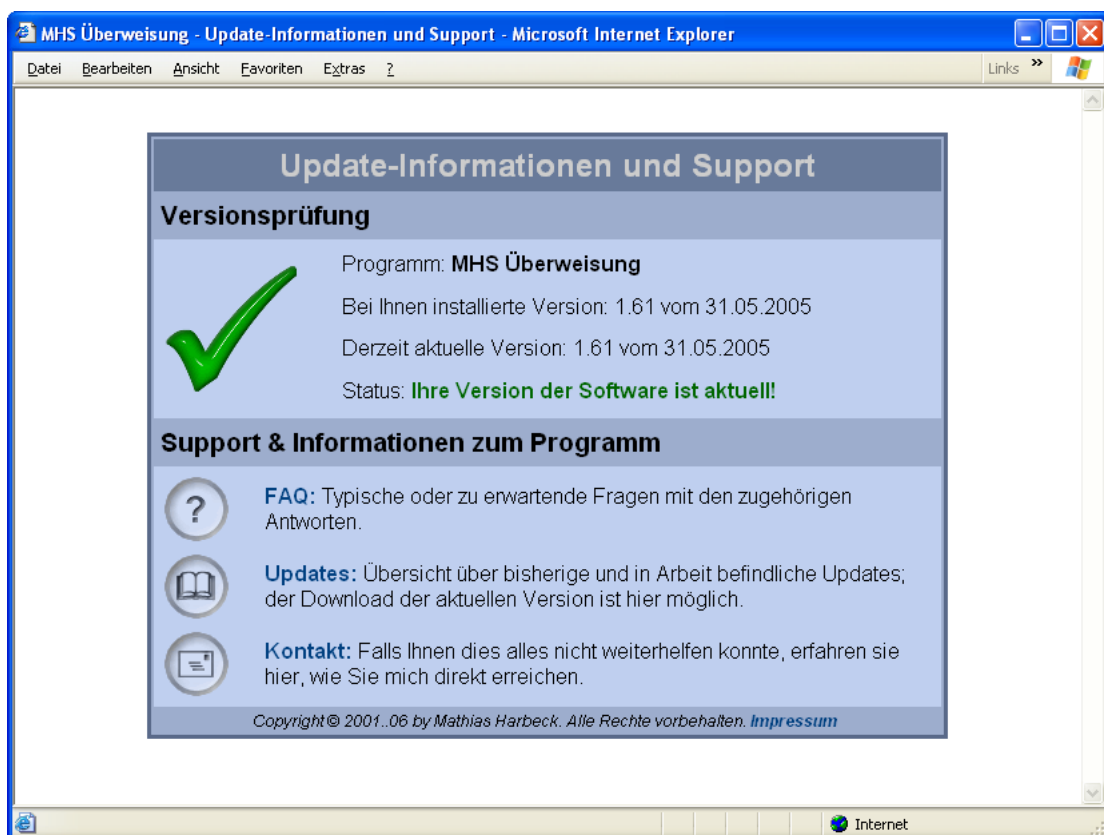 MHS Überweisung - Update-Informationen und Support - Microsoft Internet Explorer
Datei Bearbeiten Ansicht Favoriten Extras ? Links »
Update-Informationen und Support
Versionsprüfung
Programm: MHS Überweisung
Bei Ihnen installierte Version: 1.61 vom 31.05.2005
Derzeit aktuelle Version: 1.61 vom 31.05.2005
Status: Ihre Version der Software ist aktuell!
Support & Informationen zum Programm
? FAQ: Typische oder zu erwartende Fragen mit den zugehörigen
Antworten.
Updates: Übersicht über bisherige und in Arbeit befindliche Updates;
der Download der aktuellen Version ist hier möglich.
Kontakt: Falls Ihnen dies alles nicht weiterhelfen konnte, erfahren sie
hier, wie Sie mich direkt erreichen.
Copyright © 2001..06 by Mathias Harbeck. Alle Rechte vorbehalten. Impressum
Internet